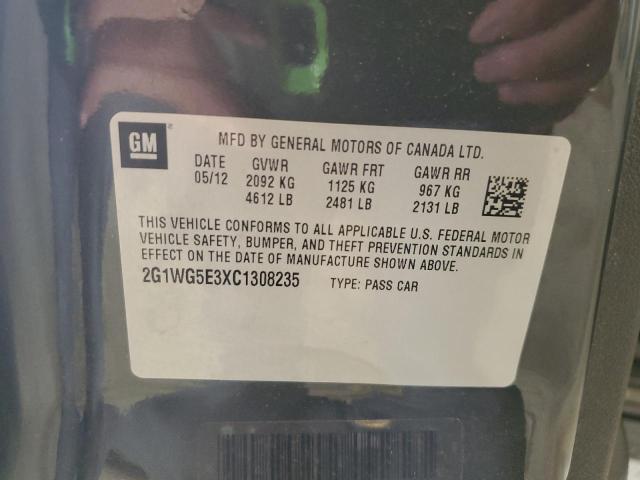 GM
MFD BY GENERAL MOTORS OF CANADA LTD.
DATE GVWR GAWR FRT GAWR RR
05/12 2092 KG 1125 KG 967 KG
4612 LB 2481 LB 2131 LB
THIS VEHICLE CONFORMS TO ALL APPLICABLE U.S. FEDERAL MOTOR
VEHICLE SAFETY, BUMPER, AND THEFT PREVENTION STANDARDS IN
EFFECT ON THE DATE OF MANUFACTURE SHOWN ABOVE.
2G1WG5E3XC1308235 TYPE: PASS CAR